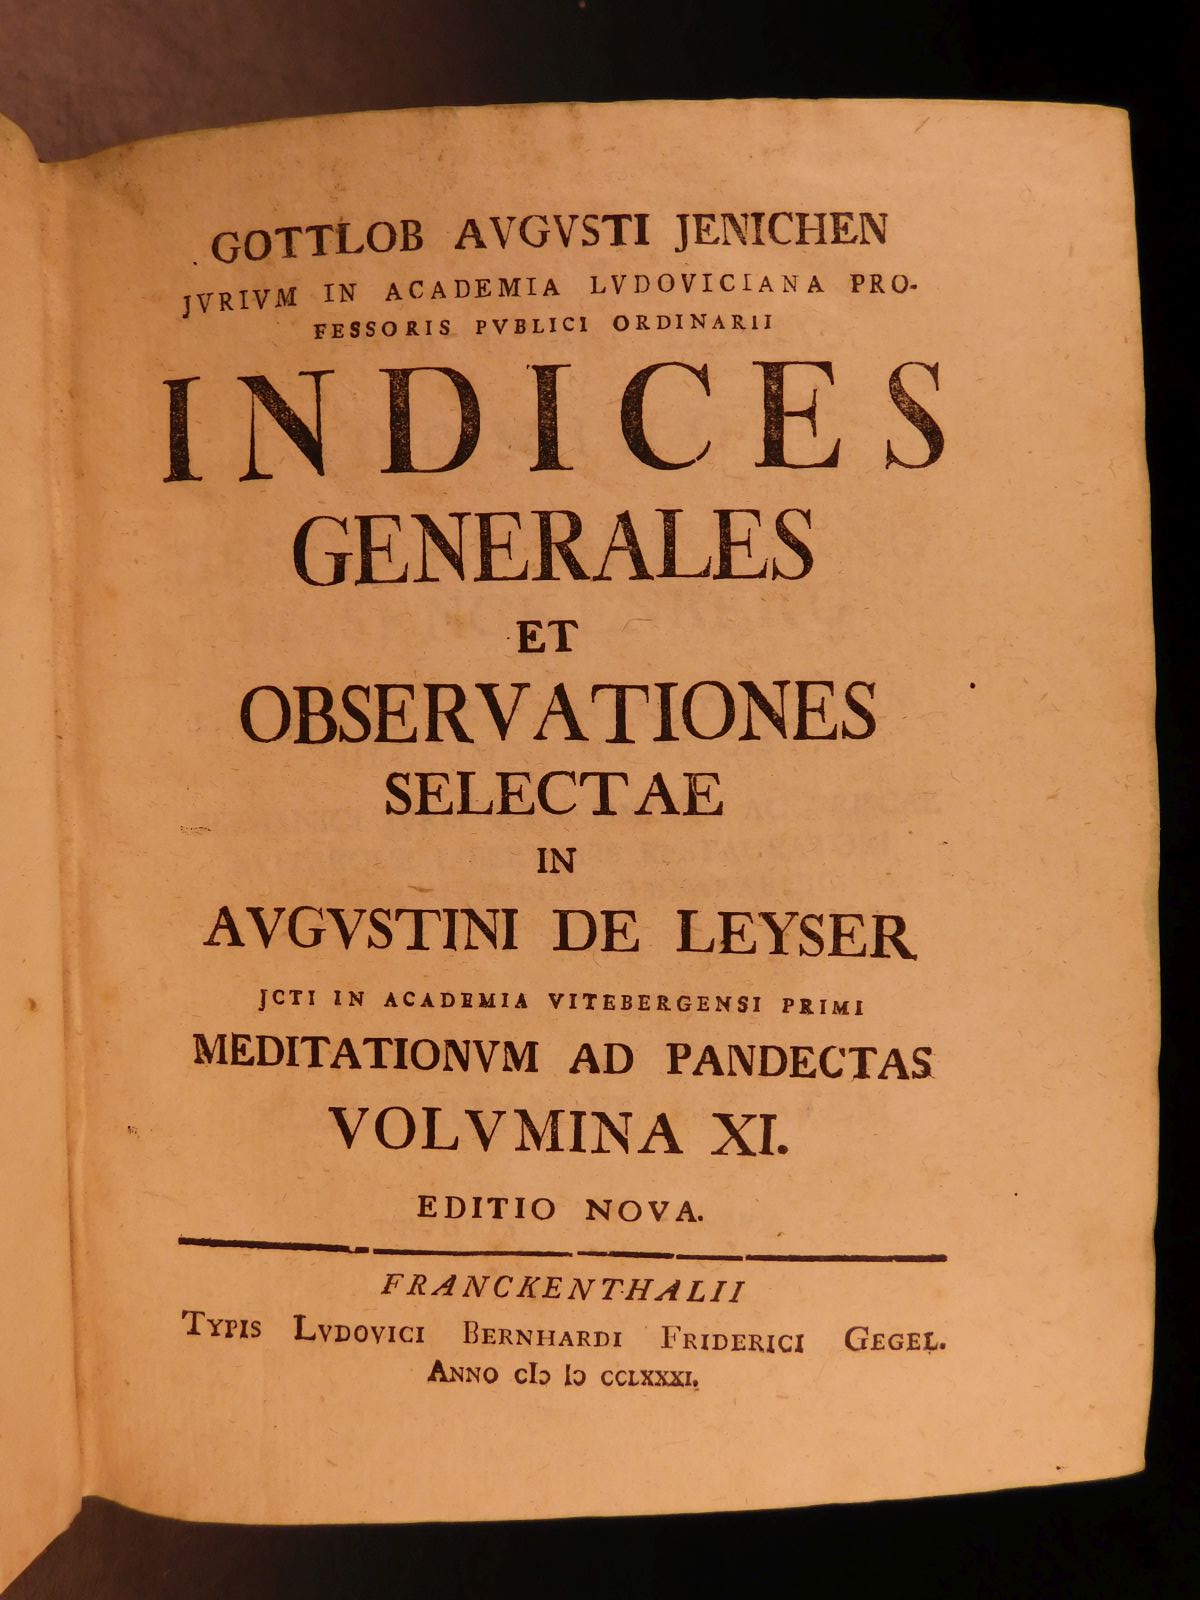 GOTTLOB AVGVSTI JENICHEN
JVRIVM IN ACADEMIA LVDOVICIANA PRO-
FESSORIS PVBLICI ORDINARII
INDICES
GENERALES
ET
OBSERVATIONES
SELECTAE
IN
AVGVSTINI DE LEYSER
JCTI IN ACADEMIA VITEBERGENSI PRIMI
MEDITATIONVM AD PANDECTAS
VOLVMINA XI.
EDITIO NOVA.
FRANCKENTHALII
TYPIS LVDOVICI BERNHARDI FRIDERICI GEGEL.
ANNO cIↄ Iↄ CCLXXXI.